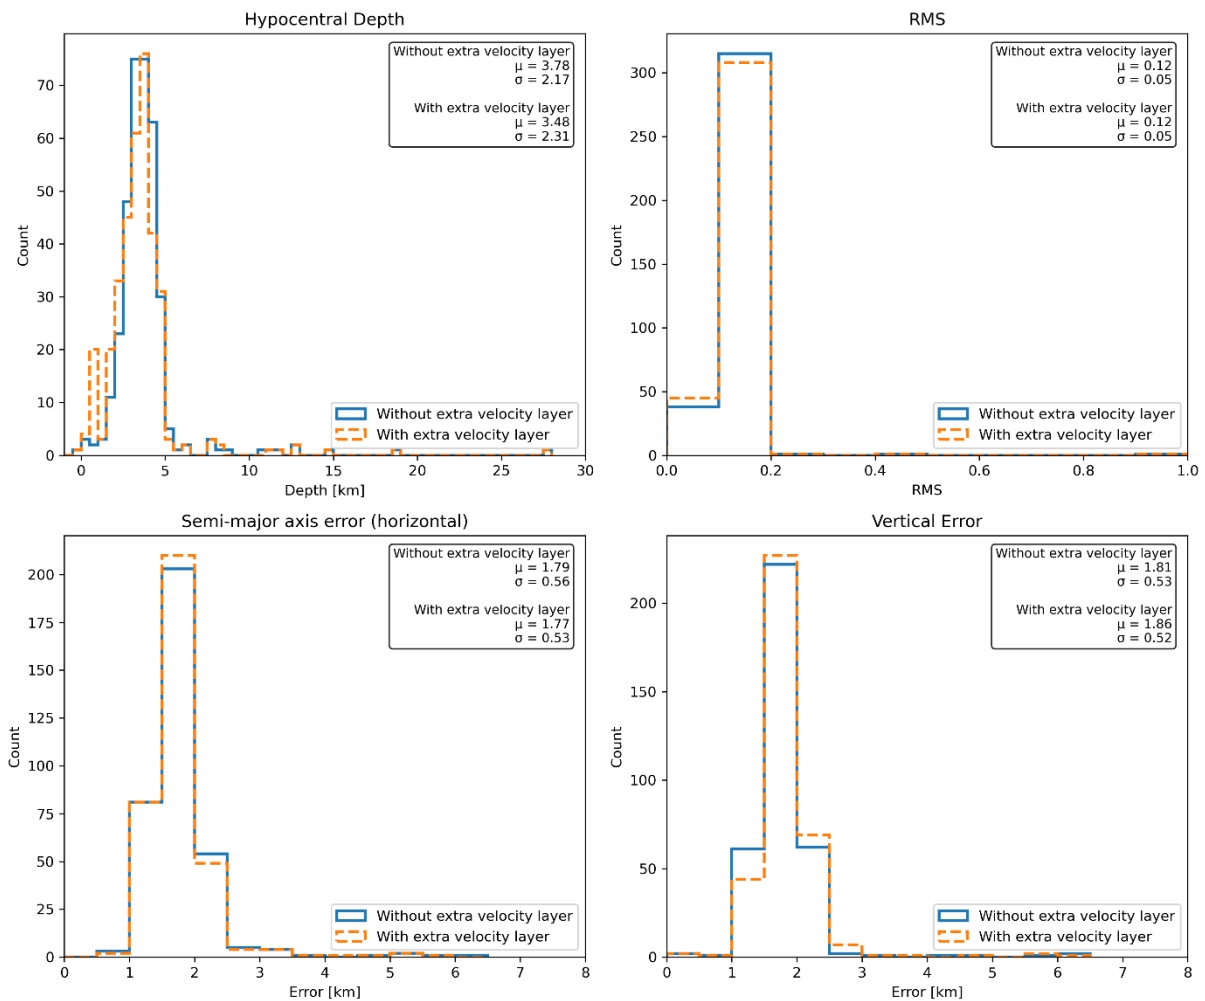 Hypocentral Depth
Without extra velocity layer
μ = 3.78
σ = 2.17
With extra velocity layer
μ = 3.48
σ = 2.31
Count
70
60
50
40
30
20
10
0
Without extra velocity layer
With extra velocity layer
0 5 10 15 20 25 30
Depth [km]
RMS
Without extra velocity layer
μ = 0.12
σ = 0.05
With extra velocity layer
μ = 0.12
σ = 0.05
Count
300
250
200
150
100
50
0
Without extra velocity layer
With extra velocity layer
0.0 0.2 0.4 0.6 0.8 1.0
RMS
Semi-major axis error (horizontal)
Without extra velocity layer
μ = 1.79
σ = 0.56
With extra velocity layer
μ = 1.77
σ = 0.53
Count
200
175
150
125
100
75
50
25
0
Without extra velocity layer
With extra velocity layer
0 1 2 3 4 5 6 7 8
Error [km]
Vertical Error
Without extra velocity layer
μ = 1.81
σ = 0.53
With extra velocity layer
μ = 1.86
σ = 0.52
Count
200
150
100
50
0
Without extra velocity layer
With extra velocity layer
0 1 2 3 4 5 6 7 8
Error [km]